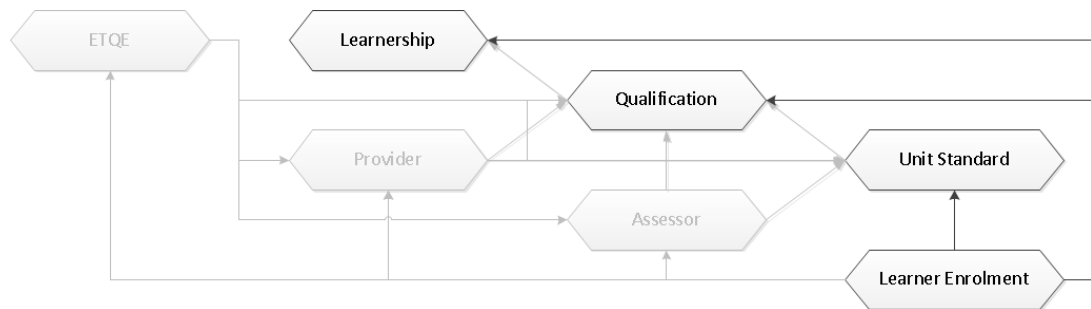 ETQE
Learnership
Qualification
Provider
Unit Standard
Assessor
Learner Enrolment